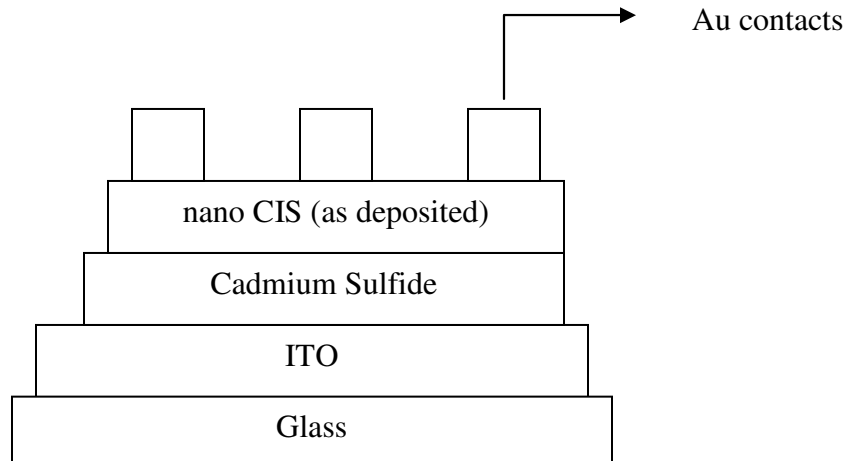 Au contacts
nano CIS (as deposited)
Cadmium Sulfide
ITO
Glass